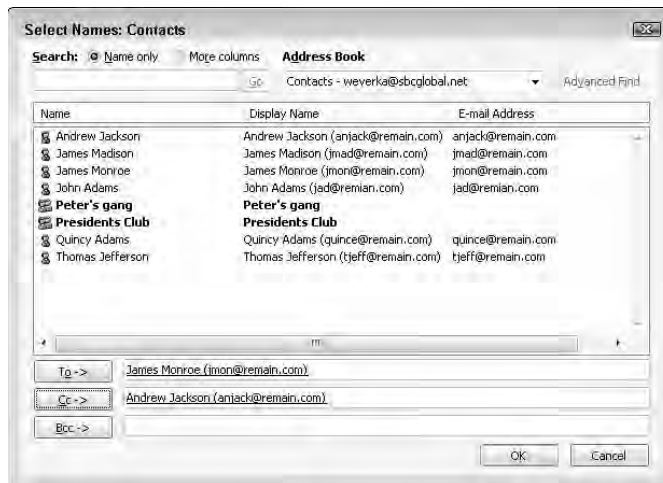 Select Names: Contacts
Search: Name only More columns Address Book
Go Contacts - weverka@sbcglobal.net Advanced Find
Name Display Name E-mail Address
Andrew Jackson Andrew Jackson (anjack@remain.com) anjack@remain.com
James Madison James Madison (jmad@remain.com) jmad@remain.com
James Monroe James Monroe (jmon@remain.com) jmon@remain.com
John Adams John Adams (jad@remian.com) jad@remian.com
Peter's gang Peter's gang
Presidents Club Presidents Club
Quincy Adams Quincy Adams (quince@remain.com) quince@remain.com
Thomas Jefferson Thomas Jefferson (tjeff@remain.com) tjeff@remain.com
To -> James Monroe (jmon@remain.com)
Cc -> Andrew Jackson (anjack@remain.com)
Bcc ->
OK Cancel